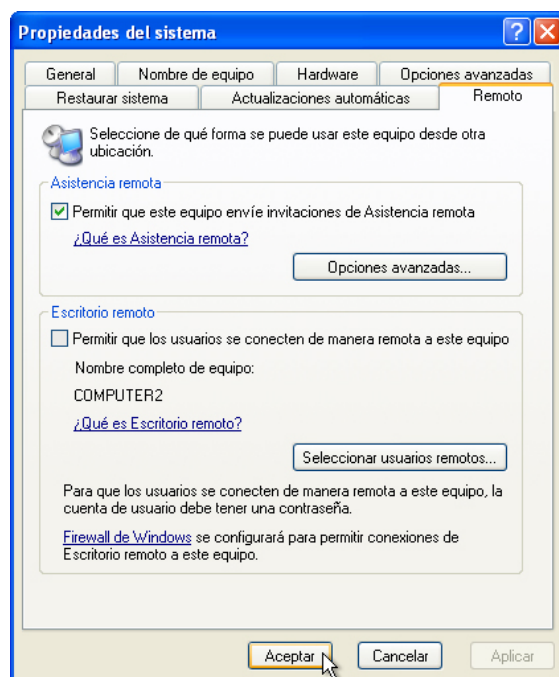 Propiedades del sistema
General Nombre de equipo Hardware Opciones avanzadas
Restaurar sistema Actualizaciones automáticas Remoto
Seleccione de qué forma se puede usar este equipo desde otra
ubicación.
Asistencia remota
Permitir que este equipo envíe invitaciones de Asistencia remota
¿Qué es Asistencia remota?
Opciones avanzadas...
Escritorio remoto
Permitir que los usuarios se conecten de manera remota a este equipo
Nombre completo de equipo:
COMPUTER2
¿Qué es Escritorio remoto?
Seleccionar usuarios remotos...
Para que los usuarios se conecten de manera remota a este equipo, la
cuenta de usuario debe tener una contraseña.
Firewall de Windows se configurará para permitir conexiones de
Escritorio remoto a este equipo.
Aceptar Cancelar Aplicar